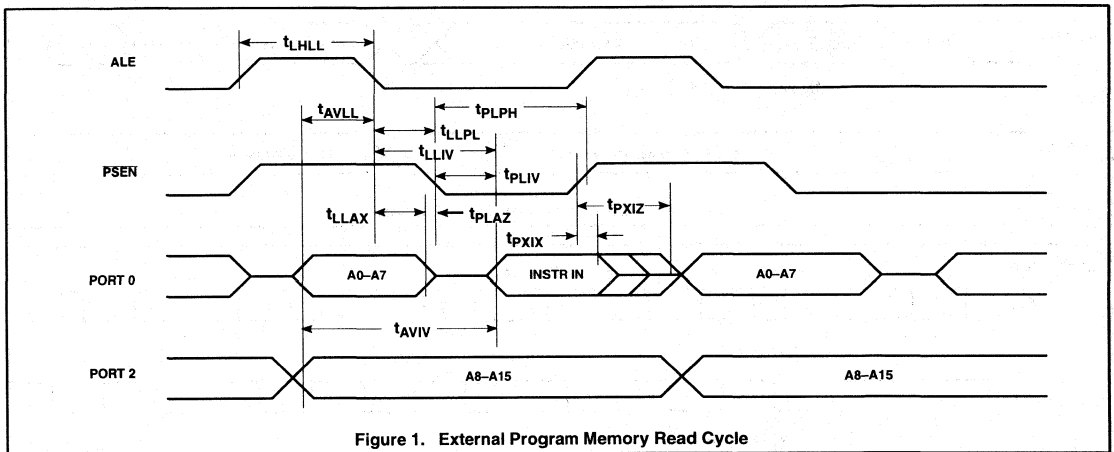 tLHLL
ALE
tAVLL
tPLPH
tLLPL
tLLIV
PSEN
tPLIV
tLLAX
tPLAZ
tPXIZ
tPXIX
PORT 0
A0–A7
INSTR IN
A0–A7
tAVIV
PORT 2
A8–A15
A8–A15
Figure 1. External Program Memory Read Cycle